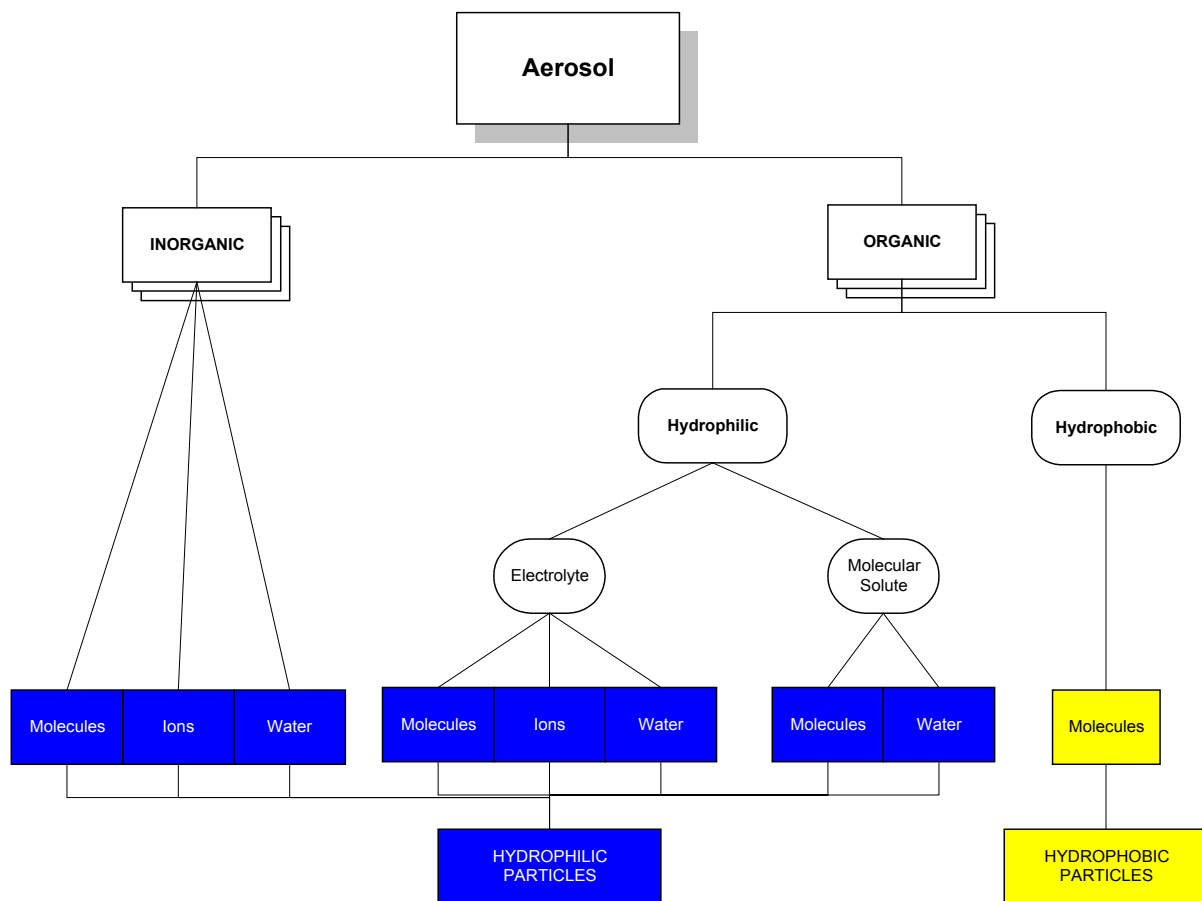 Aerosol
INORGANIC
ORGANIC
Hydrophilic
Hydrophobic
Electrolyte
Molecular
Solute
Molecules
Ions
Water
Molecules
Ions
Water
Molecules
Water
Molecules
HYDROPHILIC
PARTICLES
HYDROPHOBIC
PARTICLES